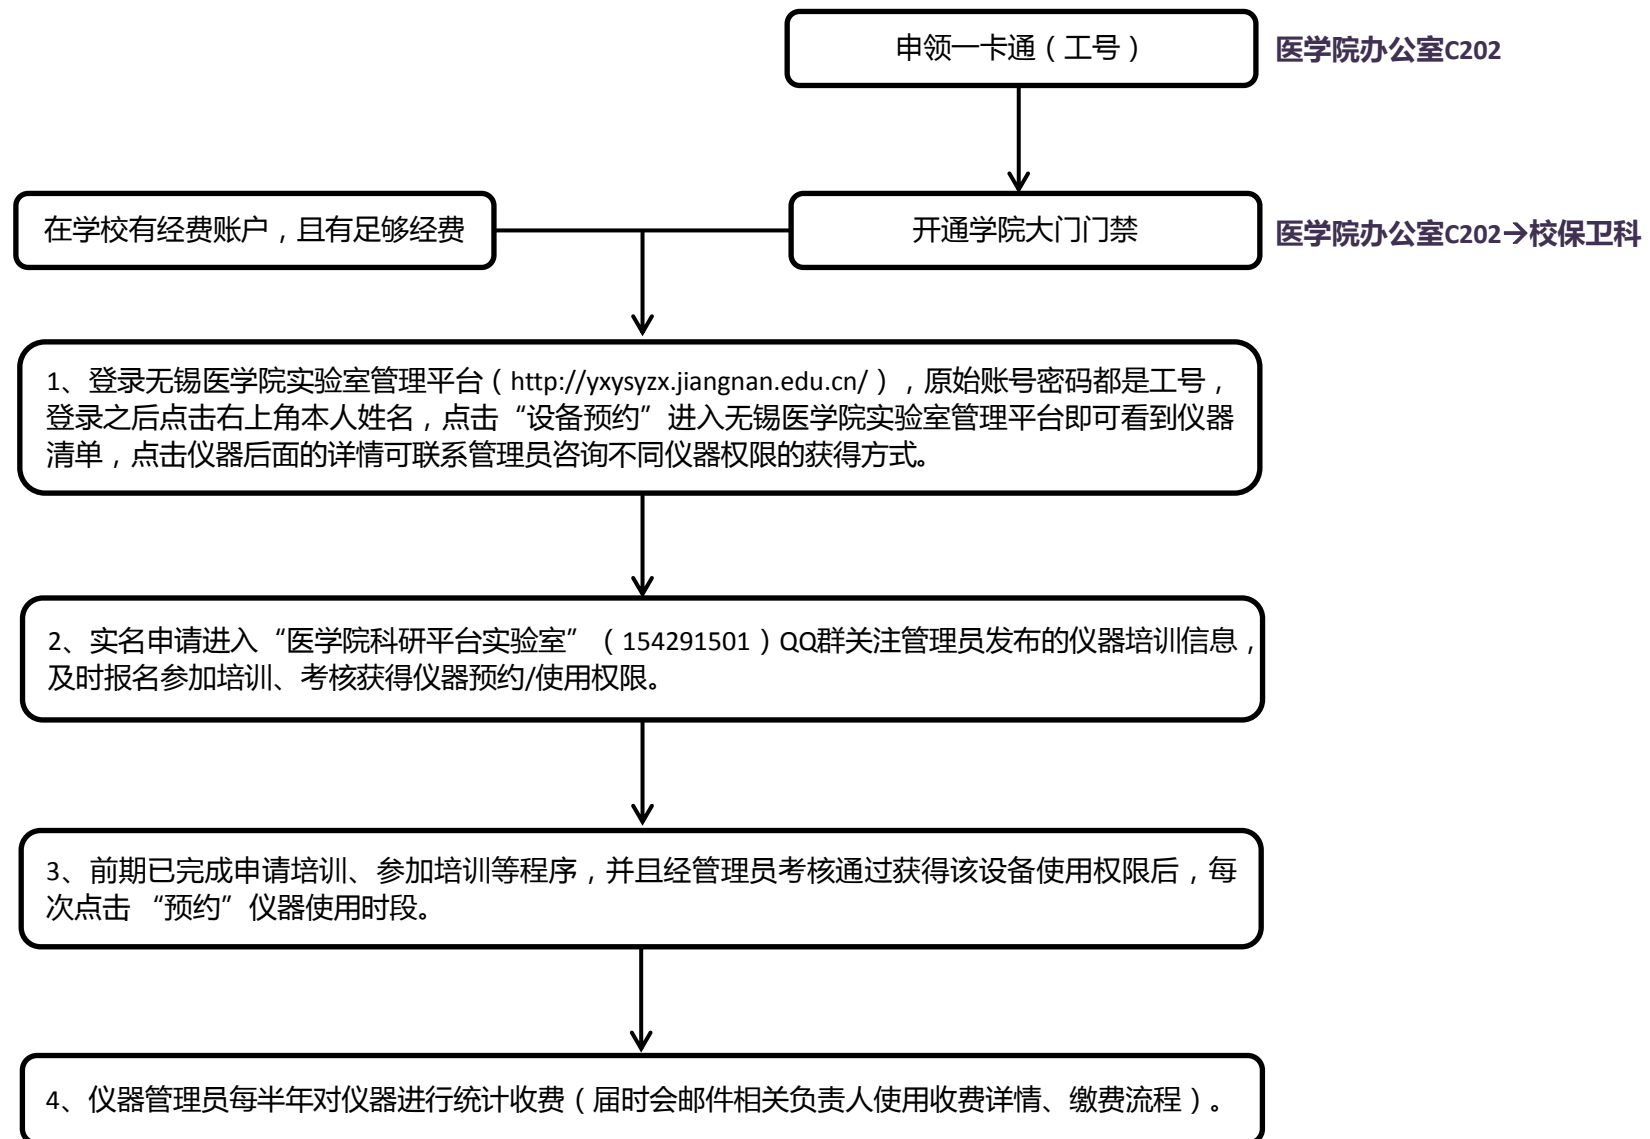 申领一卡通（工号）
医学院办公室C202
在学校有经费账户，且有足够经费
开通学院大门门禁
医学院办公室C202→校保卫科
1、登录无锡医学院实验室管理平台（http://yxysyzx.jiangnan.edu.cn/），原始账号密码都是工号，
登录之后点击右上角本人姓名，点击“设备预约”进入无锡医学院实验室管理平台即可看到仪器
清单，点击仪器后面的详情可联系管理员咨询不同仪器权限的获得方式。
2、实名申请进入“医学院科研平台实验室”（154291501）QQ群关注管理员发布的仪器培训信息，
及时报名参加培训、考核获得仪器预约/使用权限。
3、前期已完成申请培训、参加培训等程序，并且经管理员考核通过获得该设备使用权限后，每
次点击 “预约”仪器使用时段。
4、仪器管理员每半年对仪器进行统计收费（届时会邮件相关负责人使用收费详情、缴费流程）。